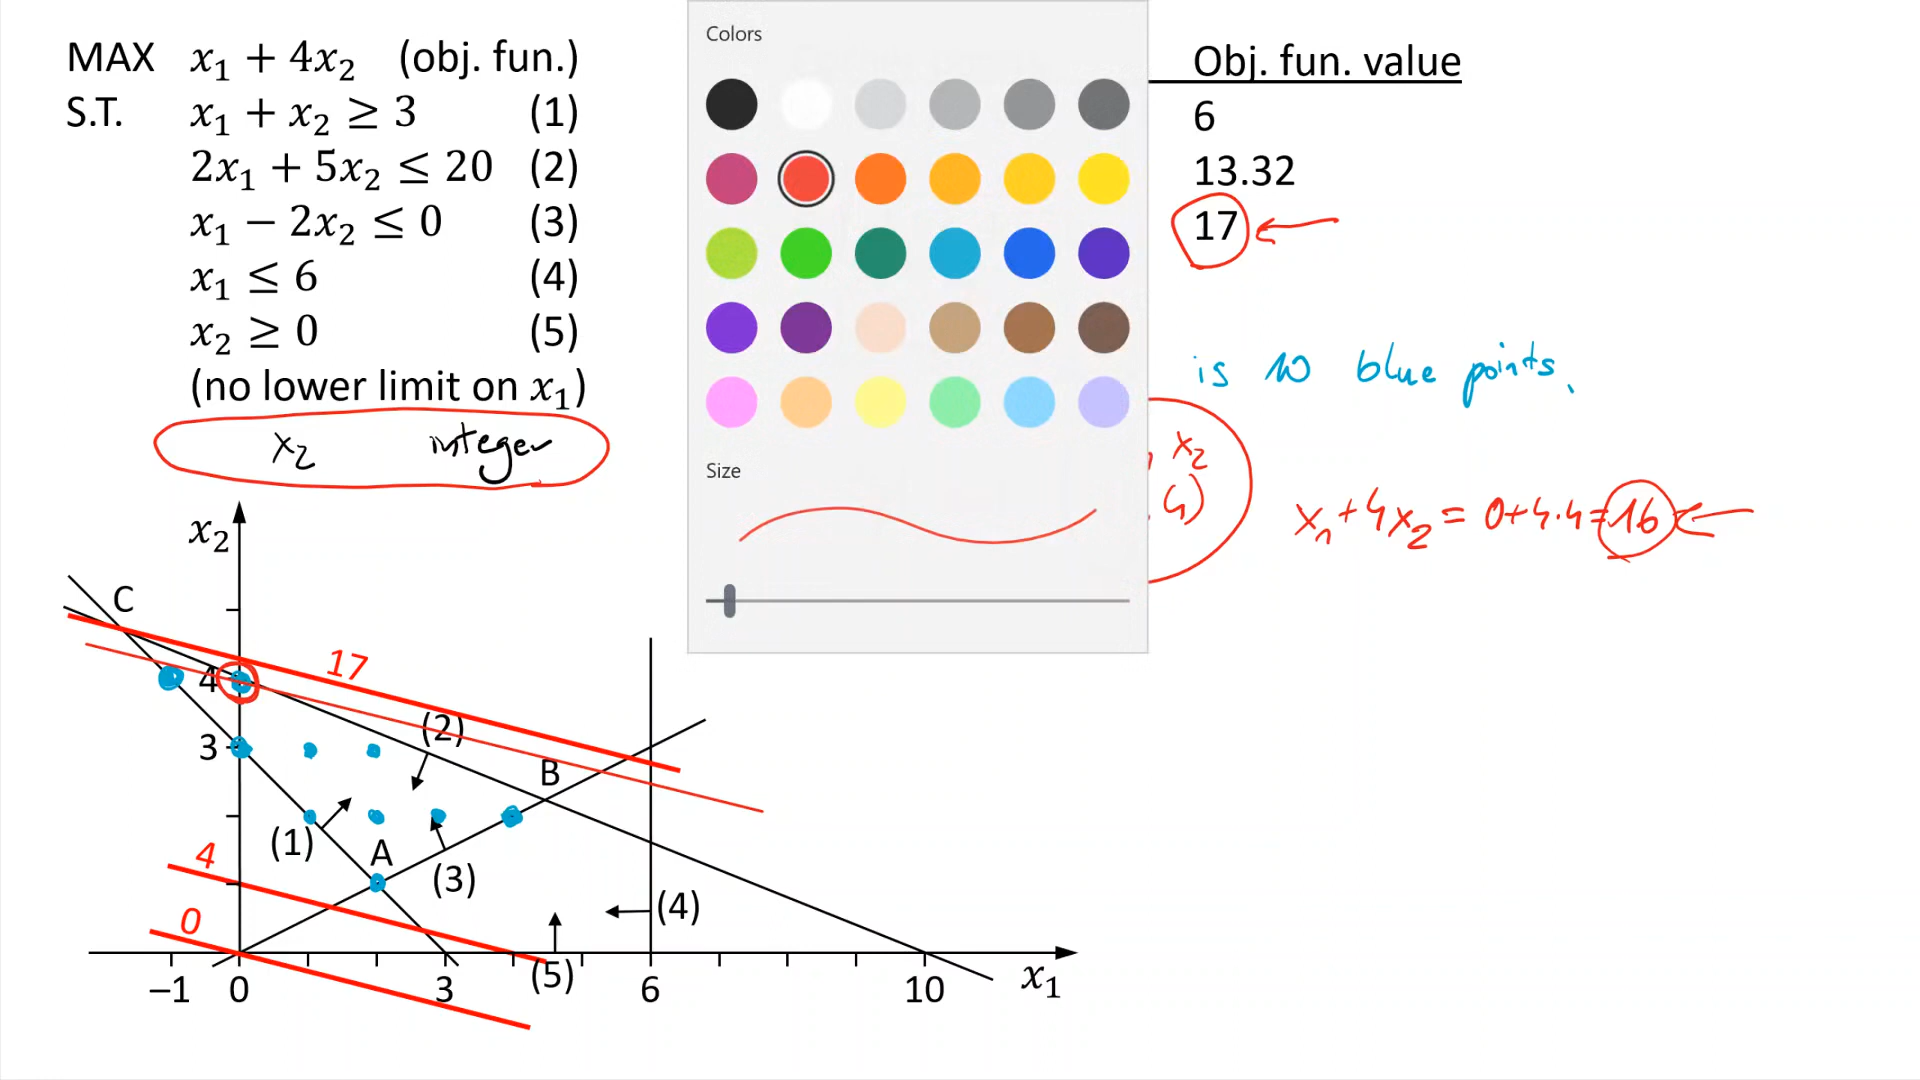 MAX x₁ + 4x₂ (obj. fun.)
S.T. x₁ + x₂ ≥ 3 (1)
2x₁ + 5x₂ ≤ 20 (2)
x₁ − 2x₂ ≤ 0 (3)
x₁ ≤ 6 (4)
x₂ ≥ 0 (5)
(no lower limit on x₁)
x₂ integer
Colors
Size
Obj. fun. value
6
13.32
17
is 10 blue points.
x₂
4)
x₁+4x₂ = 0+4·4=16
x₂
C
17
4
(2)
3
B
(1)
A
4
(3)
(4)
0
(5)
−1 0 3 6 10 x₁